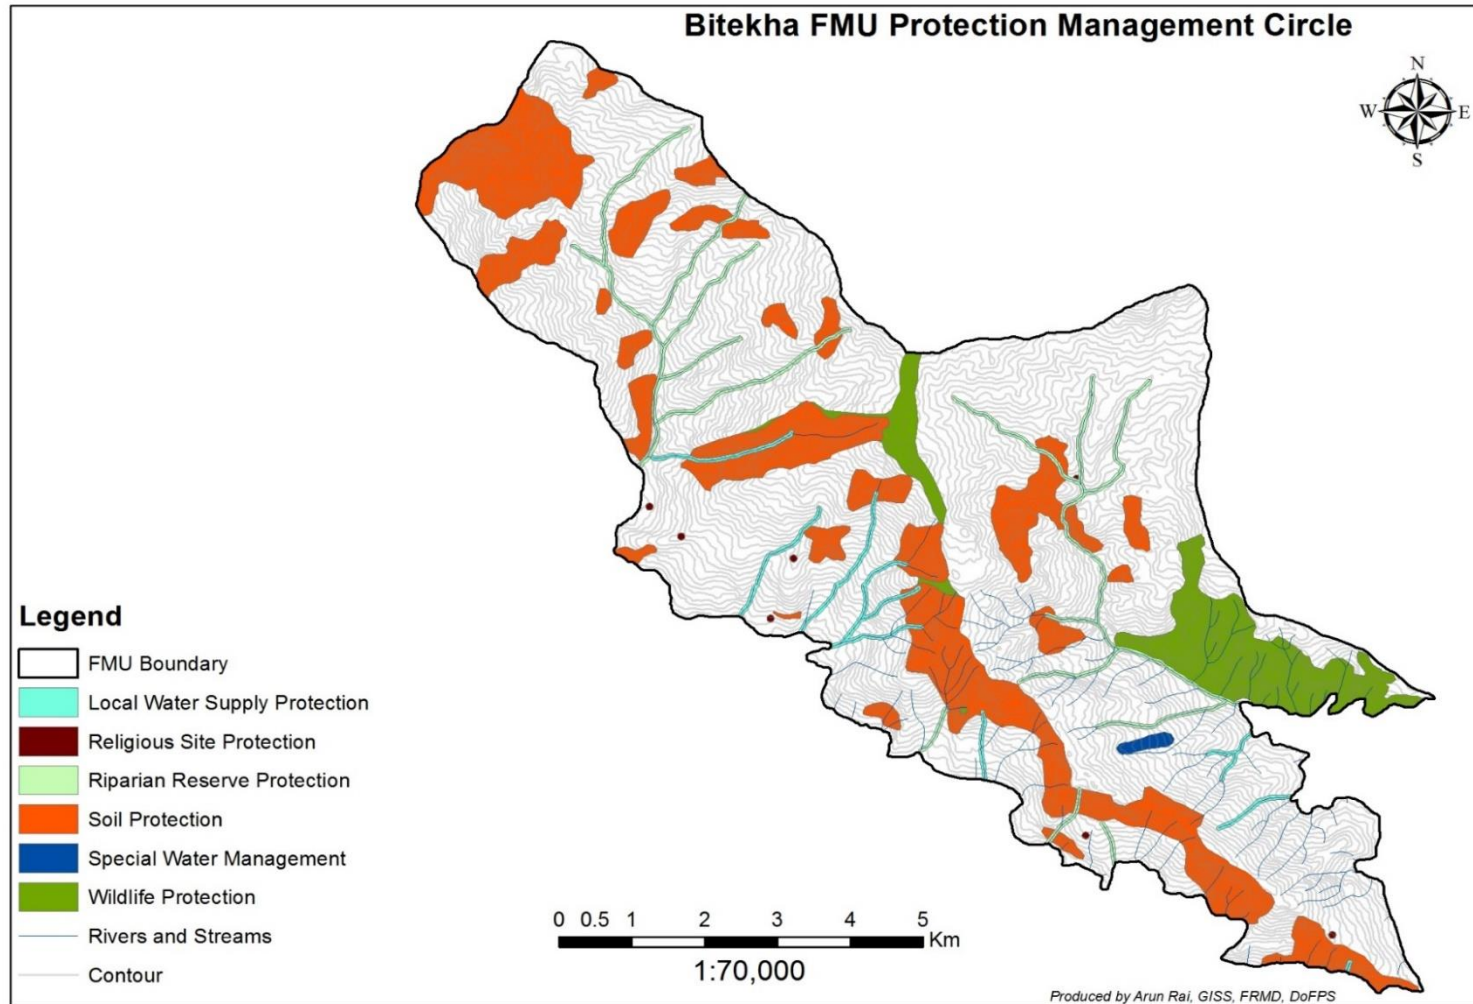 Bitekha FMU Protection Management Circle
N
W E
S
Legend
FMU Boundary
Local Water Supply Protection
Religious Site Protection
Riparian Reserve Protection
Soil Protection
Special Water Management
Wildlife Protection
Rivers and Streams
Contour
0 0.5 1 2 3 4 5
Km
1:70,000
Produced by Arun Rai, GISS, FRMD, DoFPS